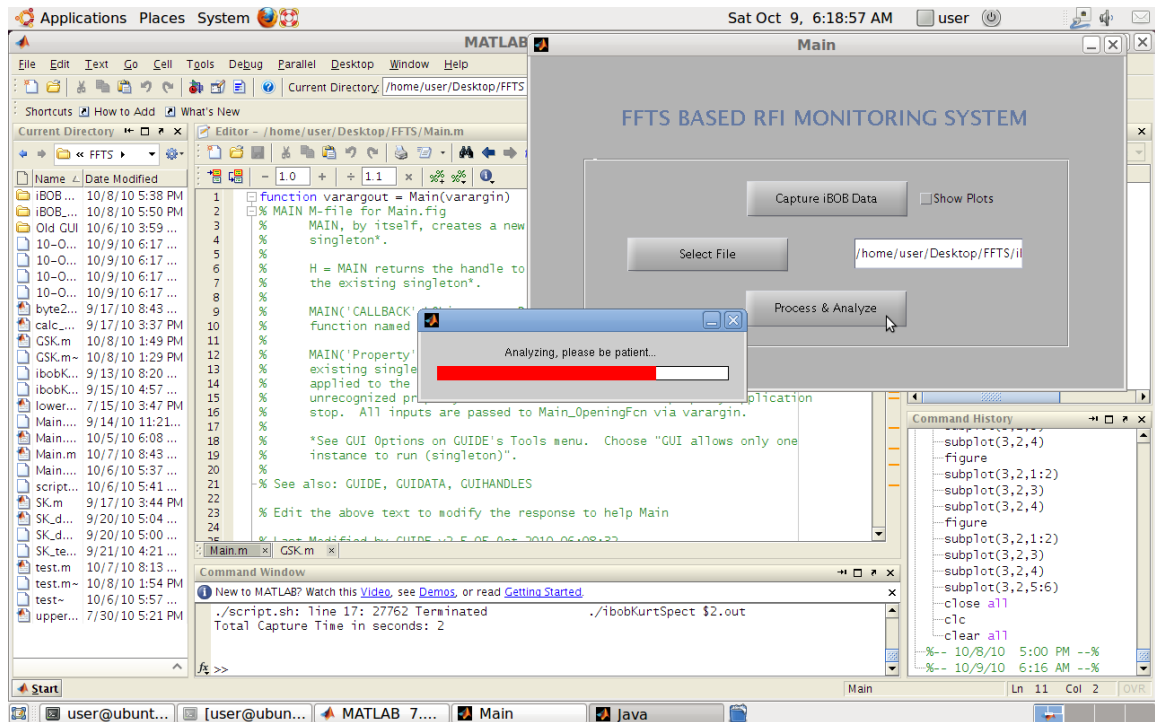 Applications Places System
Sat Oct 9, 6:18:57 AM
user
MATLAB
File Edit Text Go Cell Tools Debug Parallel Desktop Window Help
Current Directory: /home/user/Desktop/FFTS
Shortcuts How to Add What's New
Current Directory
« FFTS
Name Date Modified
iBOB ... 10/8/10 5:38 PM
iBOB_... 10/8/10 5:50 PM
Old GUI 10/6/10 3:59 ...
10-O... 10/9/10 6:17 ...
10-O... 10/9/10 6:17 ...
10-O... 10/9/10 6:17 ...
10-O... 10/9/10 6:17 ...
byte2... 9/17/10 8:43 ...
calc_... 9/17/10 3:37 PM
GSK.m 10/8/10 1:49 PM
GSK.m~ 10/8/10 1:29 PM
ibobK... 9/13/10 8:20 ...
ibobK... 9/15/10 4:57 ...
lower... 7/15/10 3:47 PM
Main.... 9/14/10 11:21...
Main.... 10/5/10 6:08 ...
Main.m 10/7/10 8:43 ...
Main.... 10/6/10 5:37 ...
script... 10/6/10 5:41 ...
SK.m 9/17/10 3:44 PM
SK_d... 9/20/10 5:04 ...
SK_d... 9/20/10 5:00 ...
SK_te... 9/21/10 4:21 ...
test.m 10/7/10 8:13 ...
test.m~ 10/8/10 1:54 PM
test~ 10/6/10 5:57 ...
upper... 7/30/10 5:21 PM
Editor - /home/user/Desktop/FFTS/Main.m
- 1.0 + ÷ 1.1 ×
1 function varargout = Main(varargin)
2 % MAIN M-file for Main.fig
3 % MAIN, by itself, creates a new
4 % singleton*.
5 %
6 % H = MAIN returns the handle to
7 % the existing singleton*.
8 %
9 % MAIN('CALLBACK'
10 % function named
11 %
12 % MAIN('Property'
13 % existing single
14 % applied to the
15 % unrecognized
16 % stop. All inputs are passed to Main_OpeningFcn via varargin.
17 %
18 % *See GUI Options on GUIDE's Tools menu. Choose "GUI allows only one
19 % instance to run (singleton)".
20 %
21 % See also: GUIDE, GUIDATA, GUIHANDLES
22
23 % Edit the above text to modify the response to help Main
24
25 % Last Modified by GUIDE v2.5 05-Oct-2010 06:08:32
Main.m × GSK.m ×
Main
FFTS BASED RFI MONITORING SYSTEM
Capture iBOB Data
Show Plots
Select File
/home/user/Desktop/FFTS/i
Process & Analyze
Analyzing, please be patient...
Command Window
New to MATLAB? Watch this Video, see Demos, or read Getting Started.
./script.sh: line 17: 27762 Terminated ./ibobKurtSpect $2.out
Total Capture Time in seconds: 2
fx >>
Command History
subplot(3,2,3)
subplot(3,2,4)
figure
subplot(3,2,1:2)
subplot(3,2,3)
subplot(3,2,4)
figure
subplot(3,2,1:2)
subplot(3,2,3)
subplot(3,2,4)
subplot(3,2,5:6)
close all
clc
clear all
%-- 10/8/10 5:00 PM --%
%-- 10/9/10 6:16 AM --%
Start
Main
Ln 11 Col 2 OVR
user@ubunt...
[user@ubun...
MATLAB 7....
Main
Java